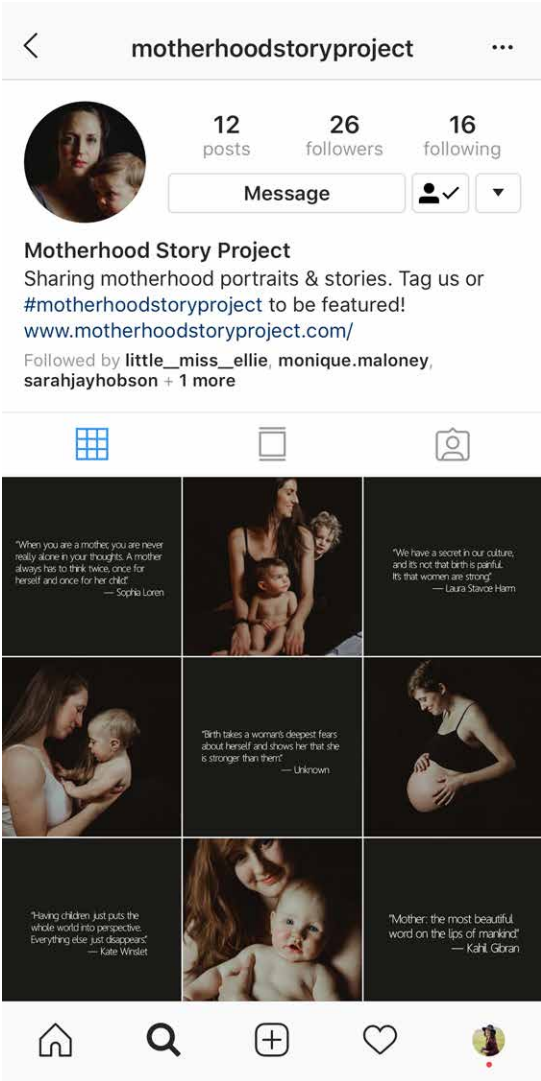 motherhoodstoryproject
12
26
16
posts
followers
following
Message
Motherhood Story Project
Sharing motherhood portraits & stories. Tag us or
#motherhoodstoryproject to be featured!
www.motherhoodstoryproject.com/
Followed by little__miss__ellie, monique.maloney,
sarahjayhobson + 1 more
"When you are a mother, you are never
really alone in your thoughts. A mother
always has to think twice, once for
herself and once for her child."
— Sophia Loren
"We have a secret in our culture,
and it's not that birth is painful.
It's that women are strong."
— Laura Stavoe Harm
"Birth takes a woman's deepest fears
about herself and shows her that she
is stronger than them."
— Unknown
"Having children just puts the
whole world into perspective.
Everything else just disappears."
— Kate Winslet
"Mother: the most beautiful
word on the lips of mankind."
— Kahil Gibran